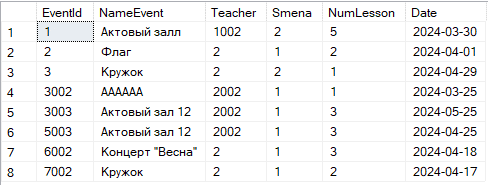 EventId NameEvent Teacher Smena NumLesson Date
1 1 Актовый залл 1002 2 5 2024-03-30
2 2 Флаг 2 1 2 2024-04-01
3 3 Кружок 2 2 1 2024-04-29
4 3002 АААААА 2002 1 1 2024-03-25
5 3003 Актовый зал 12 2002 1 3 2024-05-25
6 5003 Актовый зал 12 2002 1 3 2024-04-25
7 6002 Концерт "Весна" 2 1 3 2024-04-18
8 7002 Кружок 2 1 2 2024-04-17